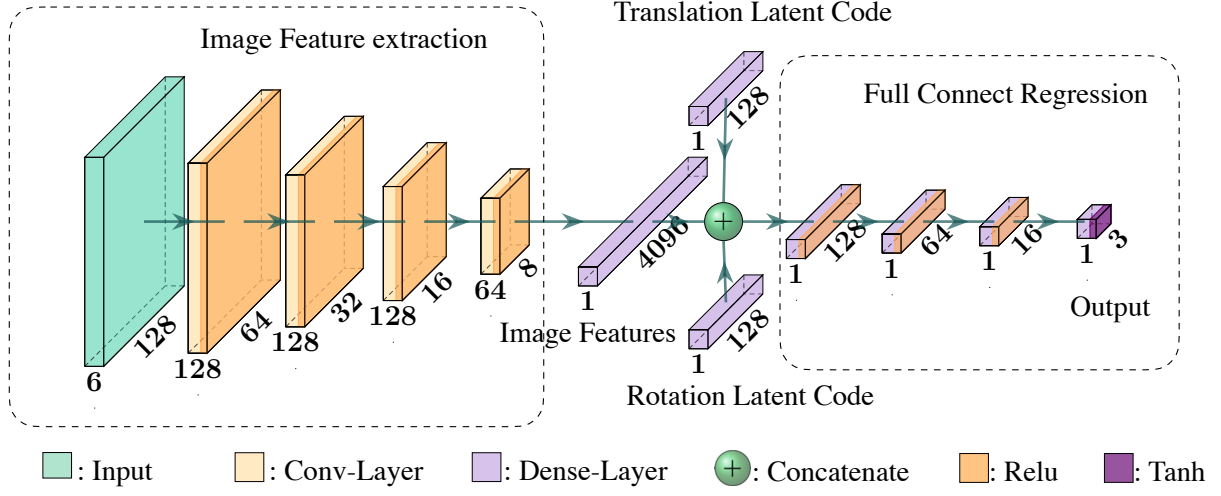 Translation Latent Code
Image Feature extraction
Full Connect Regression
6
128
128
64
128
32
128
16
64
8
1
4096
1
128
1
128
1
128
1
64
1
16
1
3
Image Features
Output
Rotation Latent Code
: Input
: Conv-Layer
: Dense-Layer
+
: Concatenate
: Relu
: Tanh